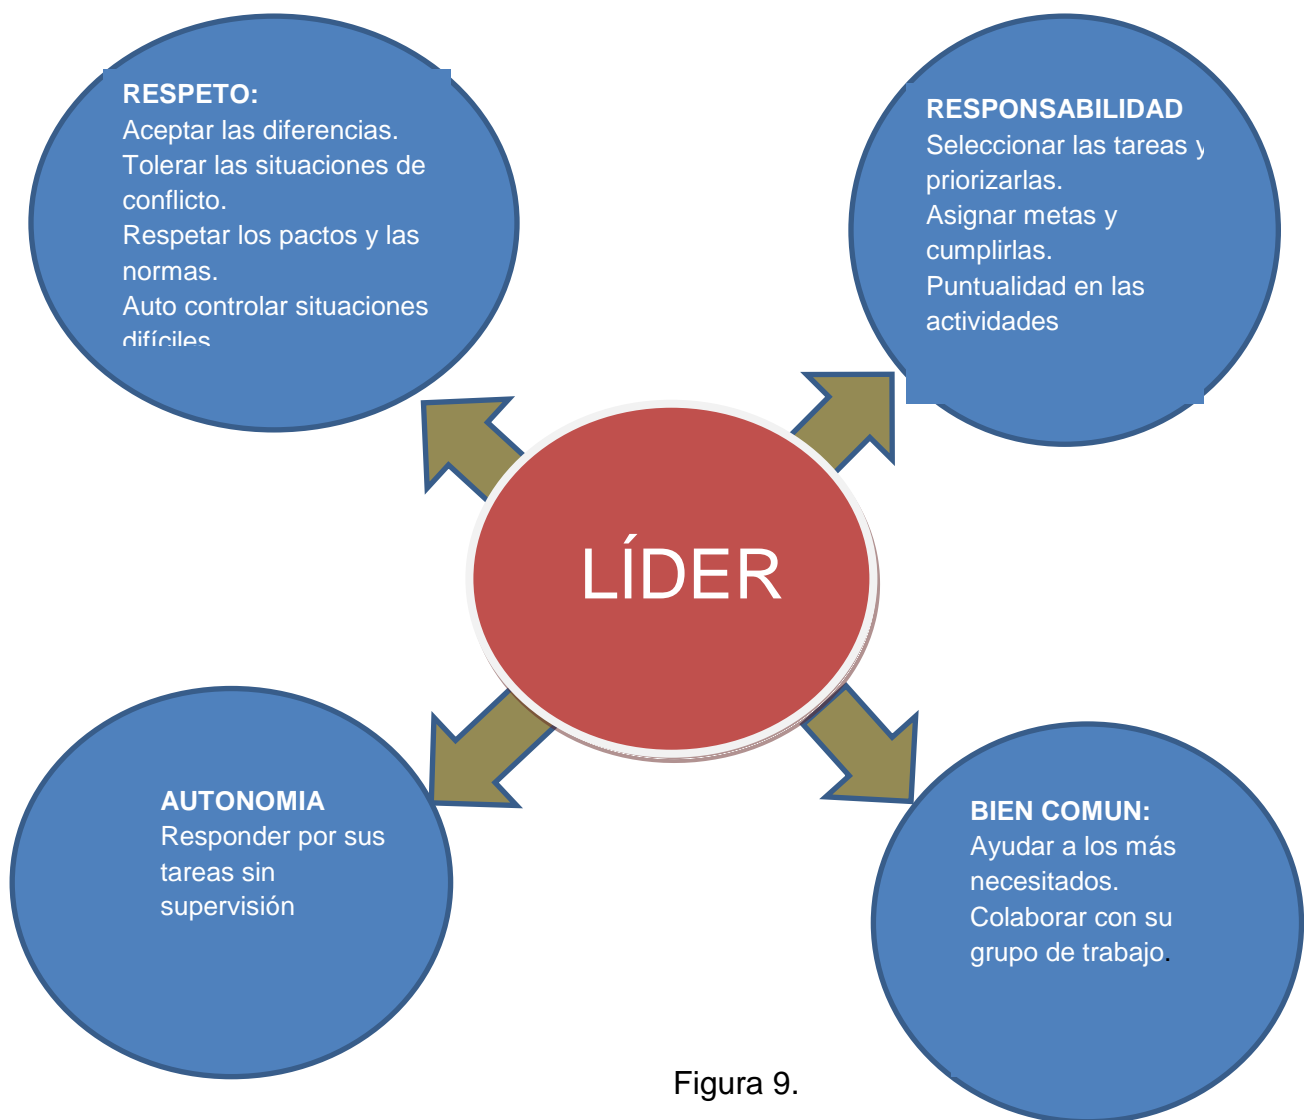 RESPETO:
Aceptar las diferencias.
Tolerar las situaciones de
conflicto.
Respetar los pactos y las
normas.
Auto controlar situaciones
difíciles
RESPONSABILIDAD
Seleccionar las tareas y
priorizarlas.
Asignar metas y
cumplirlas.
Puntualidad en las
actividades
LÍDER
AUTONOMIA
Responder por sus
tareas sin
supervisión
BIEN COMUN:
Ayudar a los más
necesitados.
Colaborar con su
grupo de trabajo.
Figura 9.